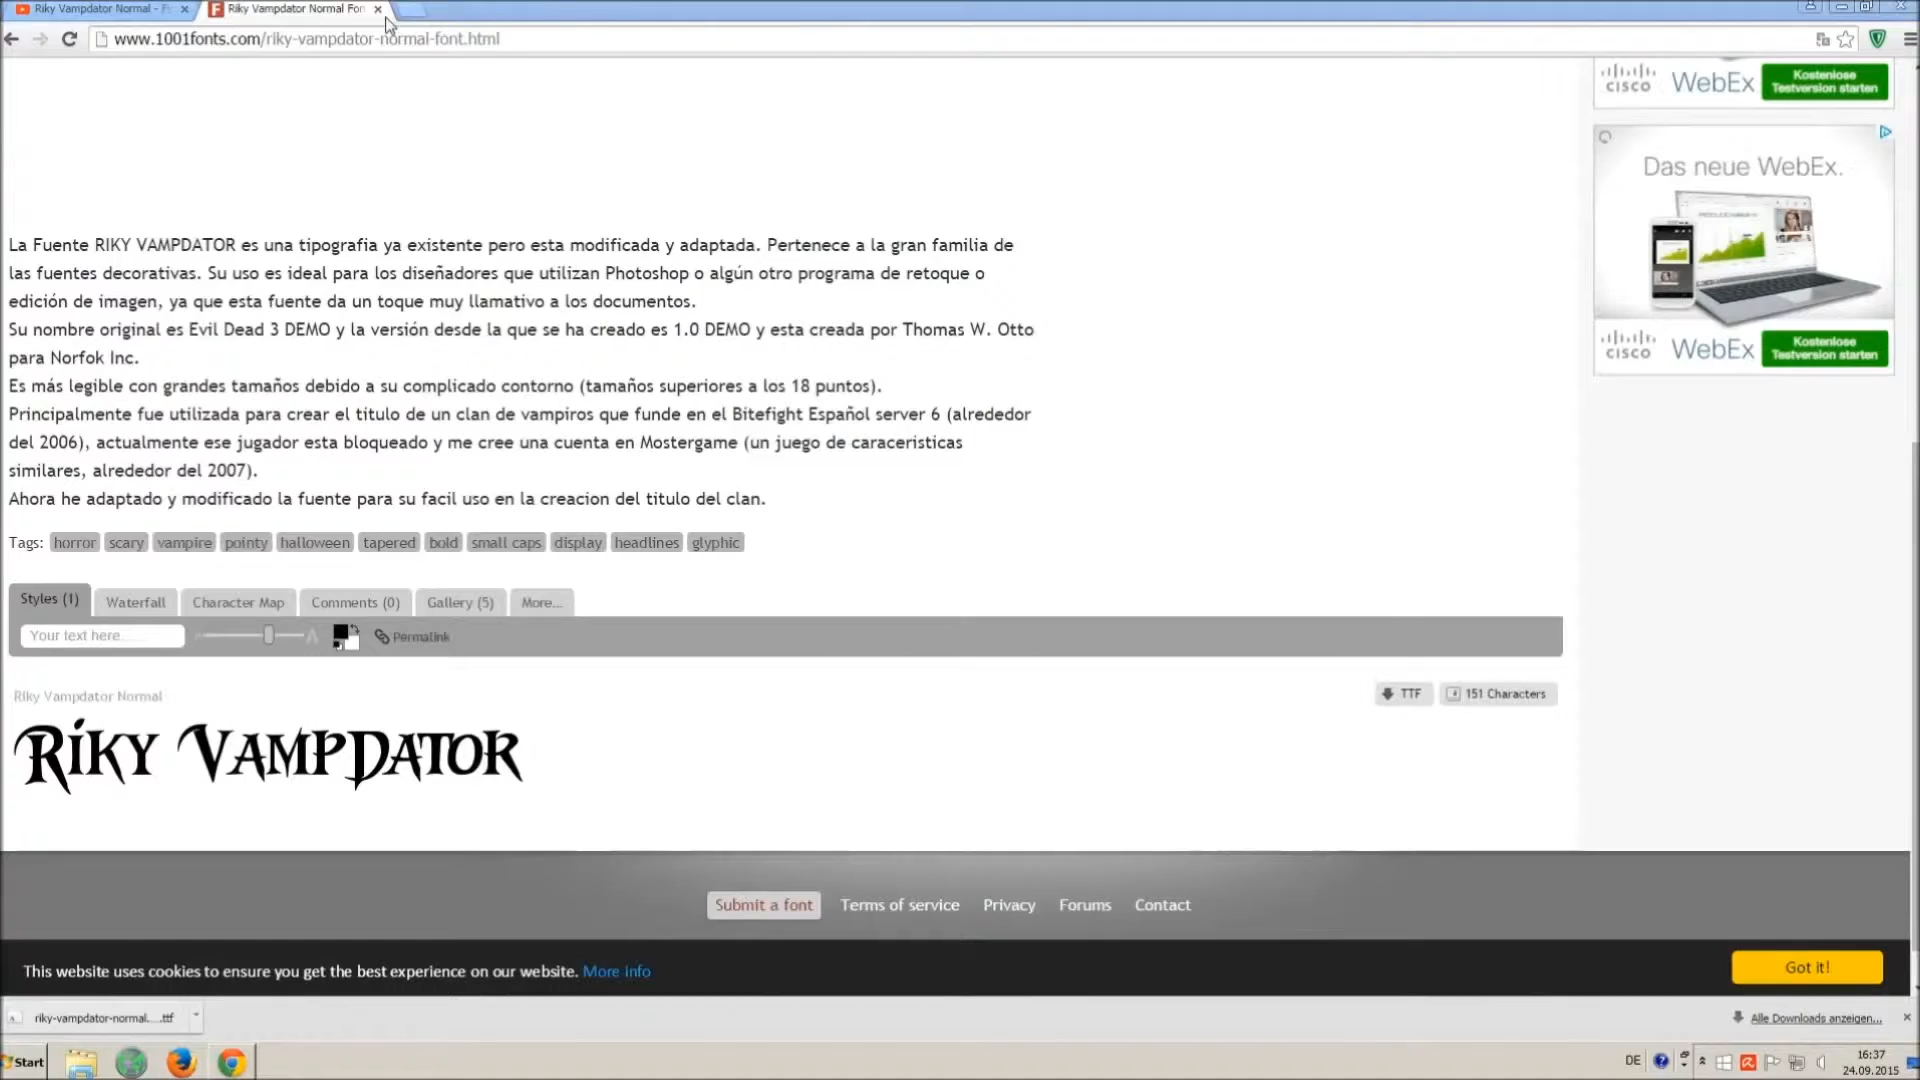 Riky Vampdator Normal -
Riky Vampdator Normal Fon
www.1001fonts.com/riky-vampdator-normal-font.html
CISCO WebEx Kostenlose
Testversion starten
Das neue WebEx.
CISCO WebEx Kostenlose
Testversion starten
La Fuente RIKY VAMPDATOR es una tipografia ya existente pero esta modificada y adaptada. Pertenece a la gran familia de
las fuentes decorativas. Su uso es ideal para los diseñadores que utilizan Photoshop o algún otro programa de retoque o
edición de imagen, ya que esta fuente da un toque muy llamativo a los documentos.
Su nombre original es Evil Dead 3 DEMO y la versión desde la que se ha creado es 1.0 DEMO y esta creada por Thomas W. Otto
para Norfok Inc.
Es más legible con grandes tamaños debido a su complicado contorno (tamaños superiores a los 18 puntos).
Principalmente fue utilizada para crear el titulo de un clan de vampiros que funde en el Bitefight Español server 6 (alrededor
del 2006), actualmente ese jugador esta bloqueado y me cree una cuenta en Mostergame (un juego de caraceristicas
similares, alrededor del 2007).
Ahora he adaptado y modificado la fuente para su facil uso en la creacion del titulo del clan.
Tags: horror scary vampire pointy halloween tapered bold small caps display headlines glyphic
Styles (1) Waterfall Character Map Comments (0) Gallery (5) More...
Your text here... Permalink
Riky Vampdator Normal TTF 151 Characters
Riky VampDator
Submit a font Terms of service Privacy Forums Contact
This website uses cookies to ensure you get the best experience on our website. More info Got it!
riky-vampdator-normal....ttf Alle Downloads anzeigen...
Start DE 16:37
24.09.2015